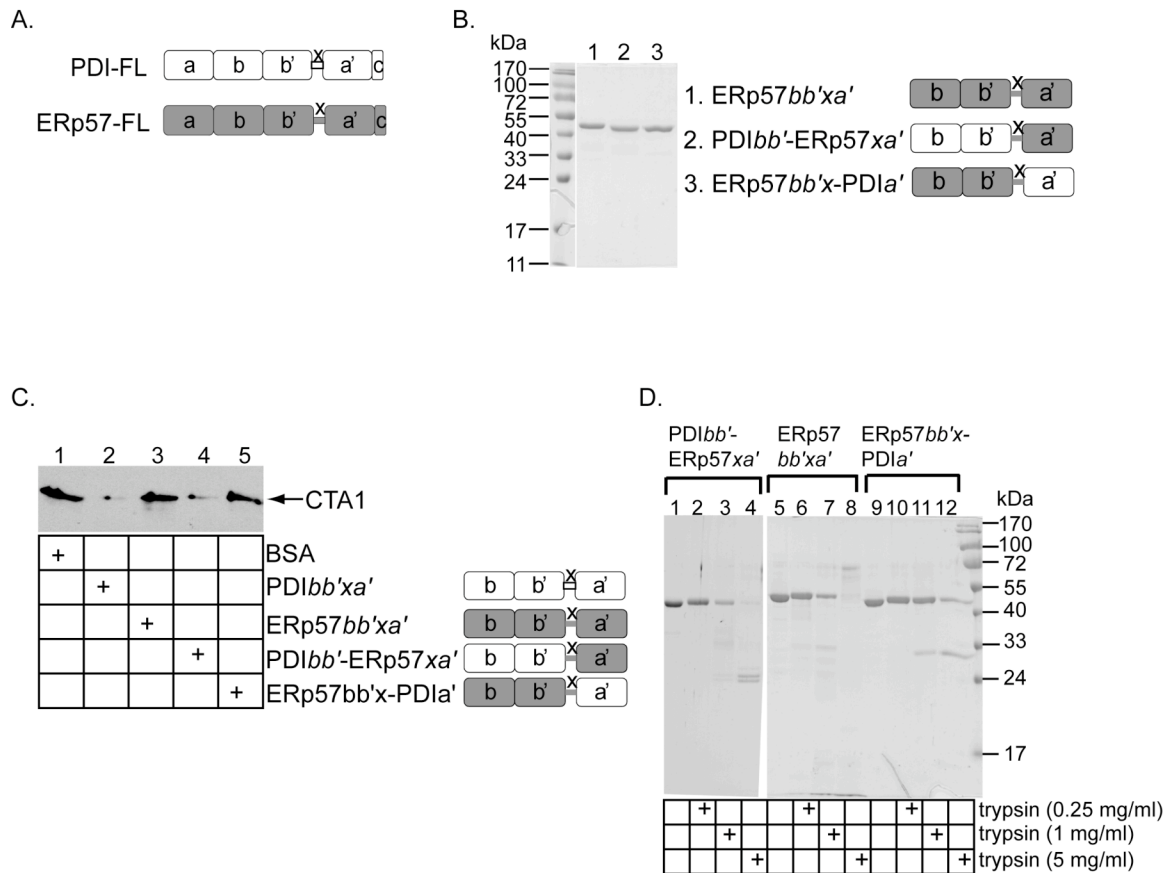 A.
PDI-FL
a b b' x a' c
ERp57-FL
a b b' x a' c
B.
kDa
1 2 3
170
100
72
55
40
33
24
17
11
1. ERp57bb'xa'
b b' x a'
2. PDIbb'-ERp57xa'
b b' x a'
3. ERp57bb'x-PDIa'
b b' x a'
C.
1 2 3 4 5
CTA1
+ BSA
+ PDIbb'xa'
b b' x a'
+ ERp57bb'xa'
b b' x a'
+ PDIbb'-ERp57xa'
b b' x a'
+ ERp57bb'x-PDIa'
b b' x a'
D.
PDIbb'-
ERp57xa'
ERp57
bb'xa'
ERp57bb'x-
PDIa'
1 2 3 4 5 6 7 8 9 10 11 12
kDa
170
100
72
55
40
33
24
17
+ + + trypsin (0.25 mg/ml)
+ + + trypsin (1 mg/ml)
+ + + trypsin (5 mg/ml)